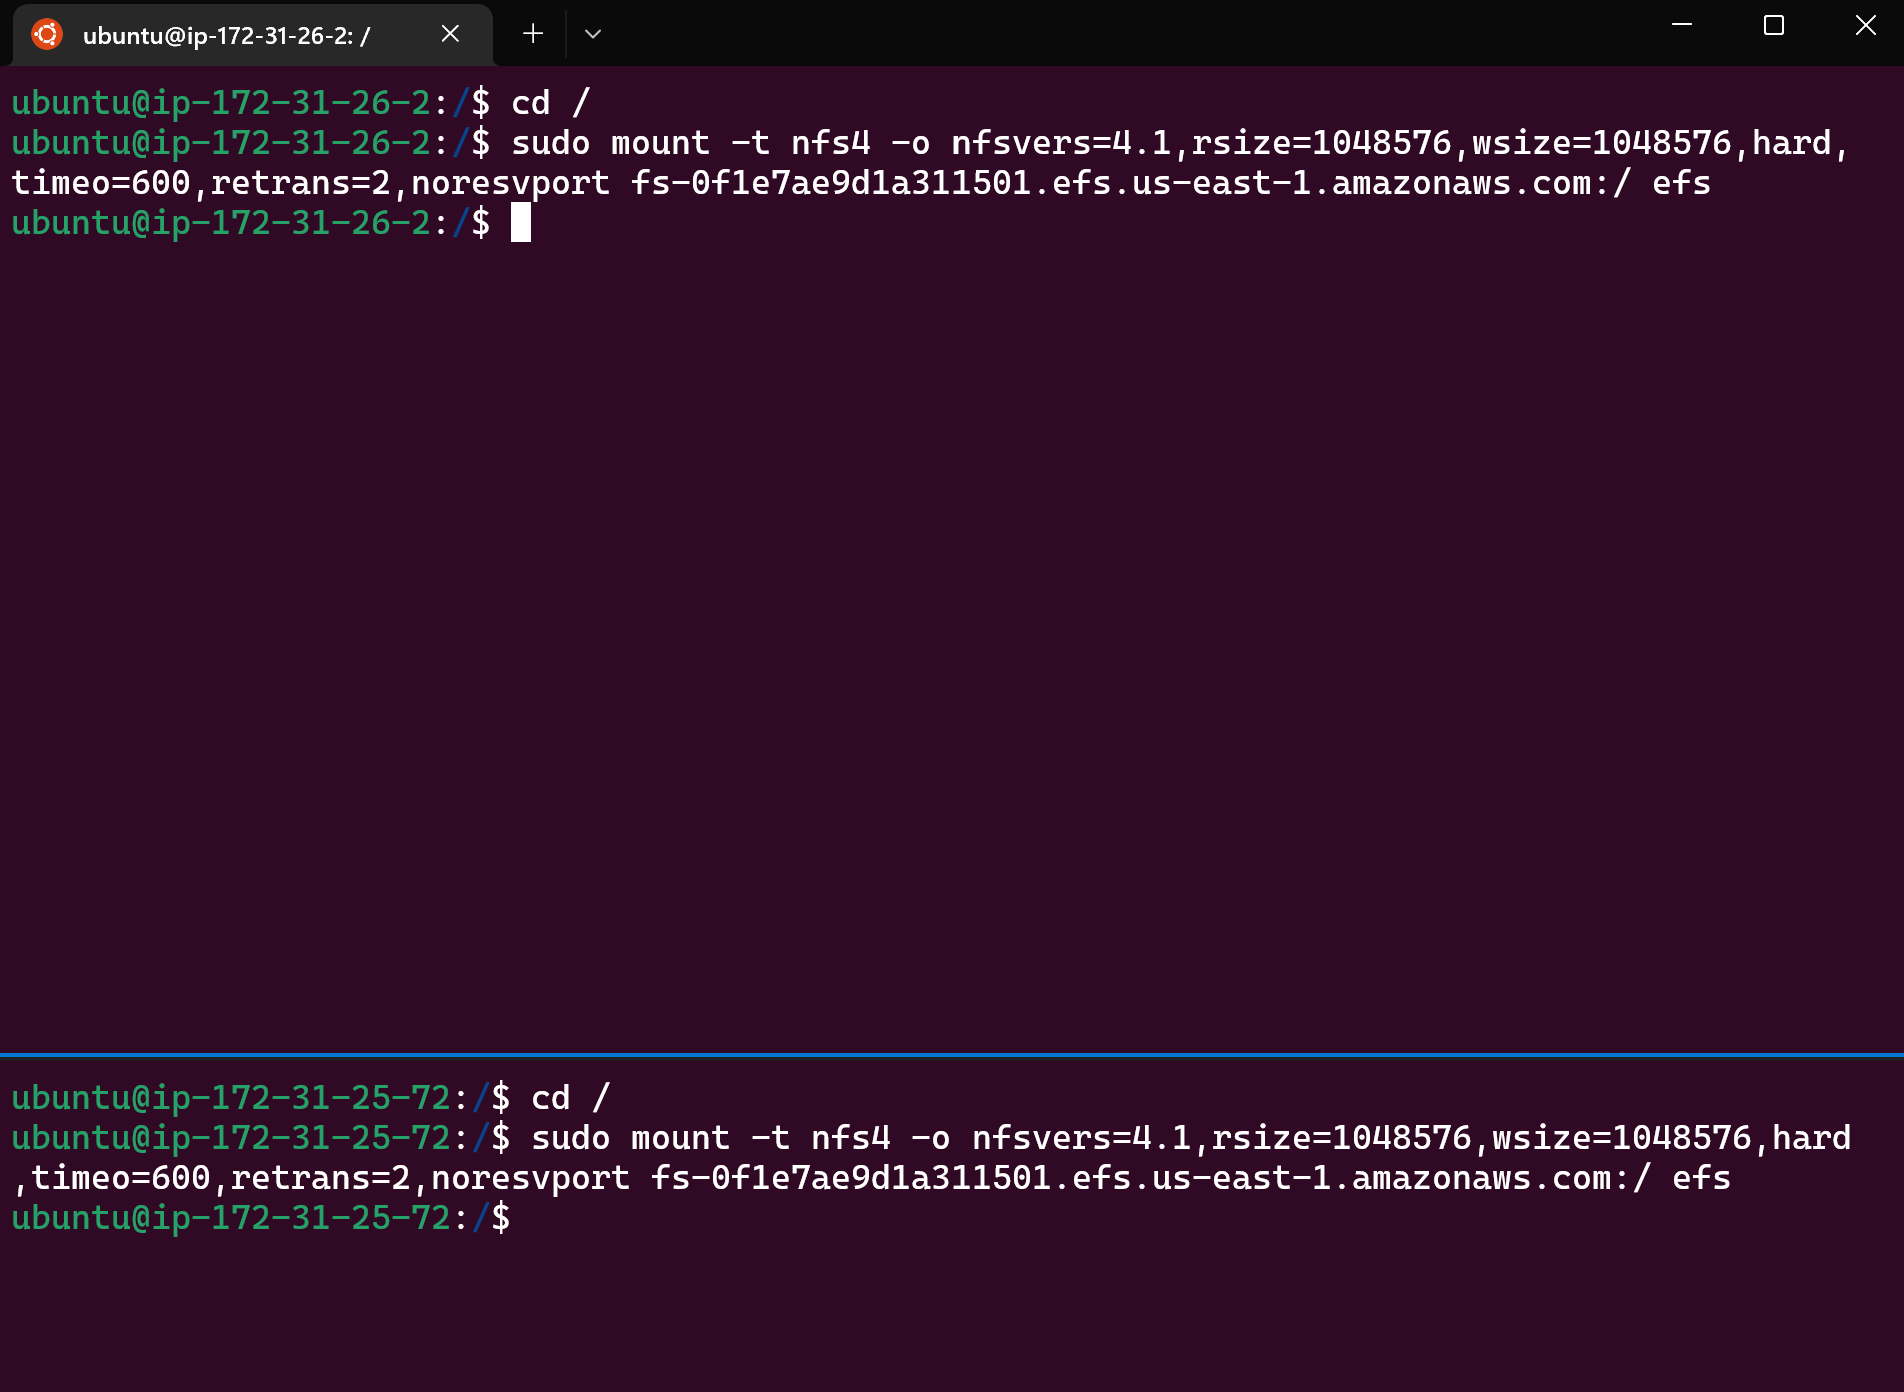 ubuntu@ip-172-31-26-2: /
ubuntu@ip-172-31-26-2:/$ cd /
ubuntu@ip-172-31-26-2:/$ sudo mount -t nfs4 -o nfsvers=4.1,rsize=1048576,wsize=1048576,hard,
timeo=600,retrans=2,noresvport fs-0f1e7ae9d1a311501.efs.us-east-1.amazonaws.com:/ efs
ubuntu@ip-172-31-26-2:/$
ubuntu@ip-172-31-25-72:/$ cd /
ubuntu@ip-172-31-25-72:/$ sudo mount -t nfs4 -o nfsvers=4.1,rsize=1048576,wsize=1048576,hard
,timeo=600,retrans=2,noresvport fs-0f1e7ae9d1a311501.efs.us-east-1.amazonaws.com:/ efs
ubuntu@ip-172-31-25-72:/$